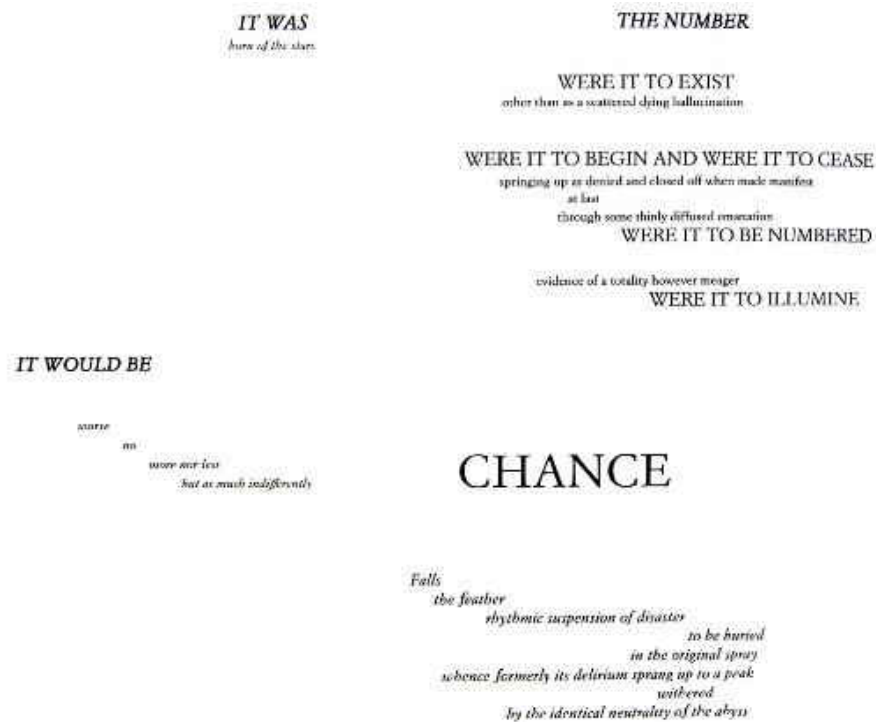 IT WAS
born of the stars
THE NUMBER
WERE IT TO EXIST
other than as a scattered dying hallucination
WERE IT TO BEGIN AND WERE IT TO CEASE
springing up as denied and closed off when made manifest
at last
through some thinly diffused emanation
WERE IT TO BE NUMBERED
evidence of a totality however meager
WERE IT TO ILLUMINE
IT WOULD BE
worse
no
more nor less
but as much indifferently
CHANCE
Falls
the feather
rhythmic suspension of disaster
to be buried
in the original spray
whence formerly its delirium sprang up to a peak
withered
by the identical neutrality of the abyss